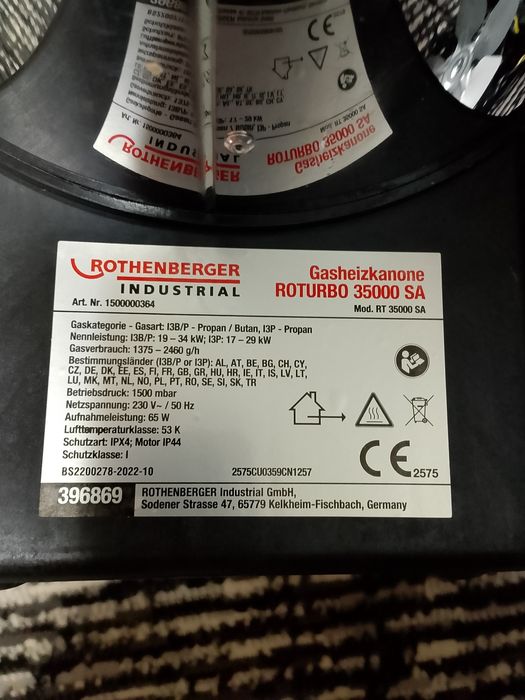 ROTHENBERGER
INDUSTRIAL
Art. Nr. 1500000364
Gasheizkanone
ROTURBO 35000 SA
Mod. RT 35000 SA
Gaskategorie - Gasart: I3B/P - Propan / Butan, I3P - Propan
Nennleistung: I3B/P: 19 – 34 kW; I3P: 17 – 29 kW
Gasverbrauch: 1375 – 2460 g/h
Bestimmungsländer (I3B/P or I3P): AL, AT, BE, BG, CH, CY,
CZ, DE, DK, EE, ES, FI, FR, GB, GR, HU, HR, IE, IT, IS, LV, LT,
LU, MK, MT, NL, NO, PL, PT, RO, SE, SI, SK, TR
Betriebsdruck: 1500 mbar
Netzspannung: 230 V~ / 50 Hz
Aufnahmeleistung: 65 W
Lufttemperaturklasse: 53 K
Schutzart: IPX4; Motor IP44
Schutzklasse: I
BS2200278-2022-10
2575CU0359CN1257
CE 2575
396869
ROTHENBERGER Industrial GmbH,
Sodener Strasse 47, 65779 Kelkheim-Fischbach, Germany